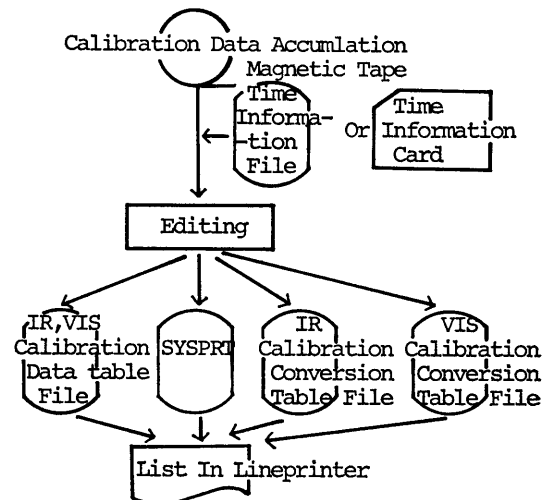 Calibration Data Accumlation
Magnetic Tape
Time
Informa-
-tion
File
Or
Time
Information
Card
Editing
IR,VIS
Calibration
Data table
File
SYSPRT
IR
Calibration
Conversion
Table File
VIS
Calibration
Conversion
Table File
List In Lineprinter